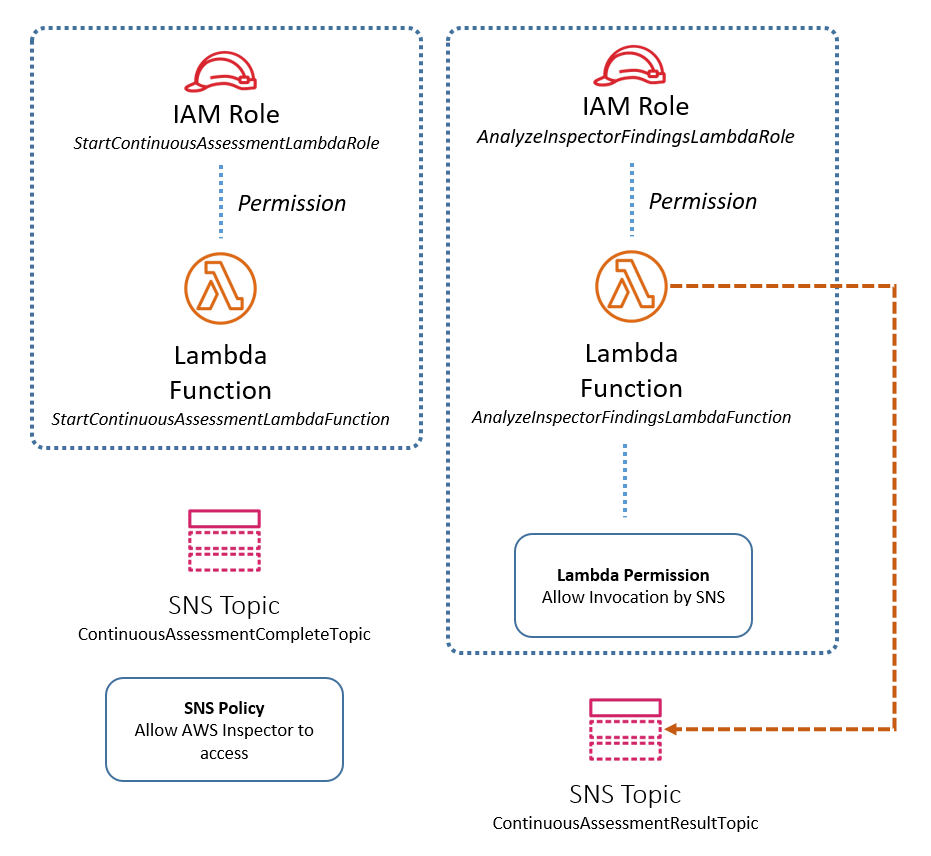 IAM Role
StartContinuousAssessmentLambdaRole
Permission
Lambda
Function
StartContinuousAssessmentLambdaFunction
SNS Topic
ContinuousAssessmentCompleteTopic
SNS Policy
Allow AWS Inspector to
access
IAM Role
AnalyzeInspectorFindingsLambdaRole
Permission
Lambda
Function
AnalyzeInspectorFindingsLambdaFunction
Lambda Permission
Allow Invocation by SNS
SNS Topic
ContinuousAssessmentResultTopic